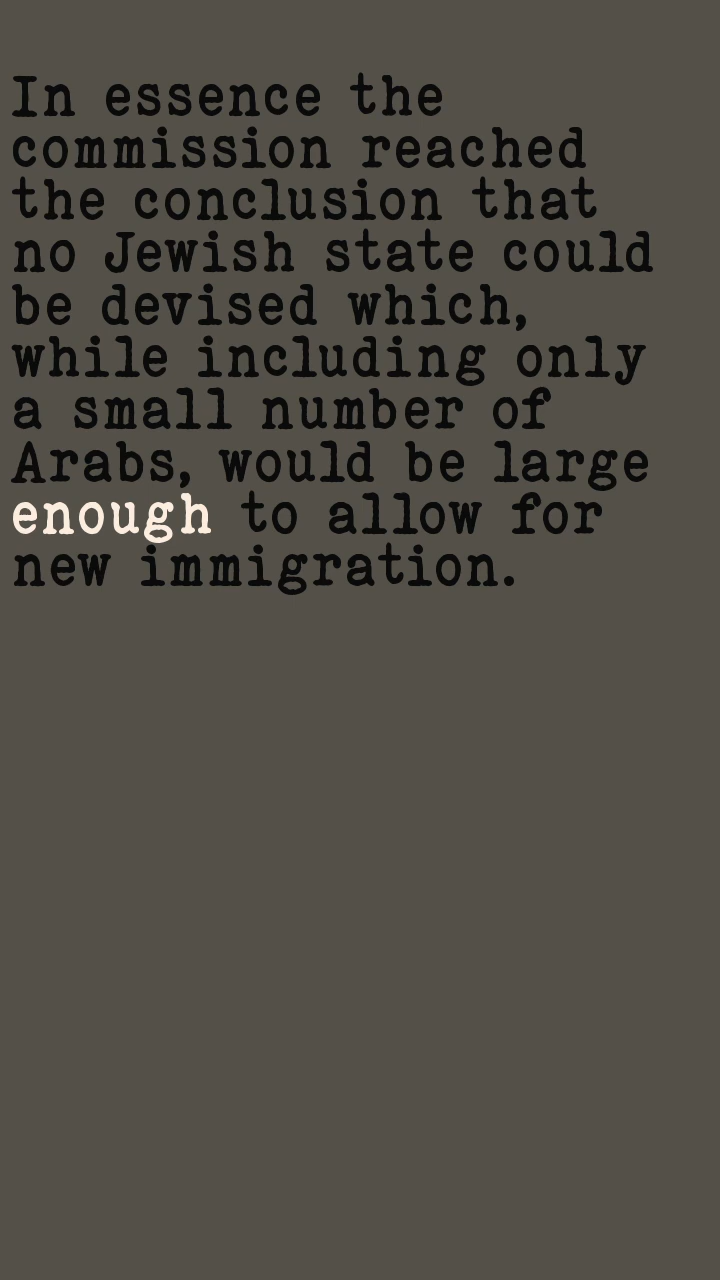 In essence the
commission reached
the conclusion that
no Jewish state could
be devised which,
while including only
a small number of
Arabs, would be large
enough to allow for
new immigration.